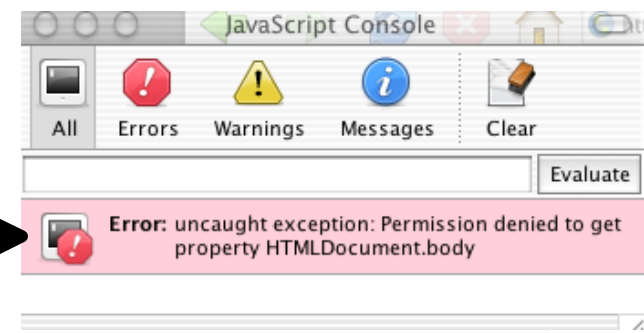 JavaScript Console
All Errors Warnings Messages Clear
Evaluate
Error: uncaught exception: Permission denied to get
property HTMLDocument.body